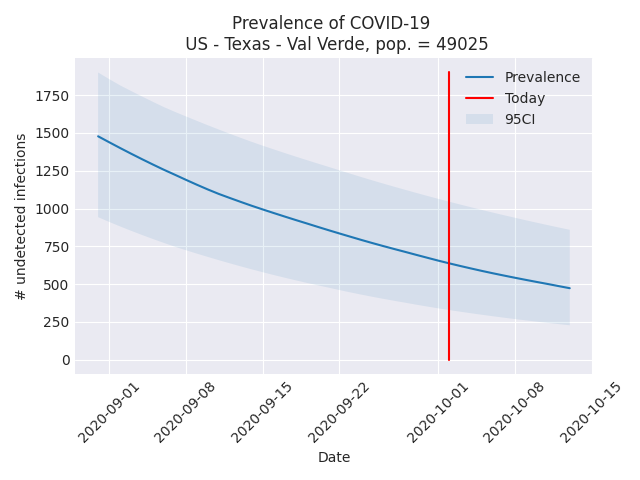 Prevalence of COVID-19
US - Texas - Val Verde, pop. = 49025
Prevalence
Today
95CI
1750
1500
1250
1000
750
500
250
0
# undetected infections
2020-09-01
2020-09-08
2020-09-15
2020-09-22
2020-10-01
2020-10-08
2020-10-15
Date